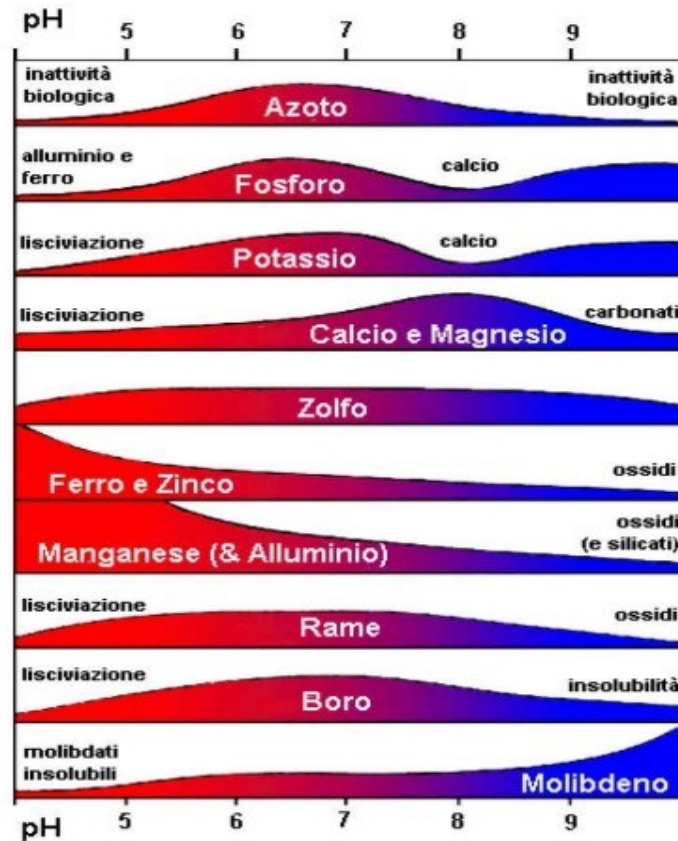 pH
5 6 7 8 9
inattività
biologica
Azoto
inattività
biologica
alluminio e
ferro
Fosforo
calcio
lisciviazione
Potassio
calcio
lisciviazione
Calcio e Magnesio
carbonati
Zolfo
Ferro e Zinco
ossidi
Manganese (& Alluminio)
ossidi
(e silicati)
lisciviazione
Rame
ossidi
lisciviazione
Boro
insolubilità
molibdati
insolubili
Molibdeno
5 6 7 8 9
pH